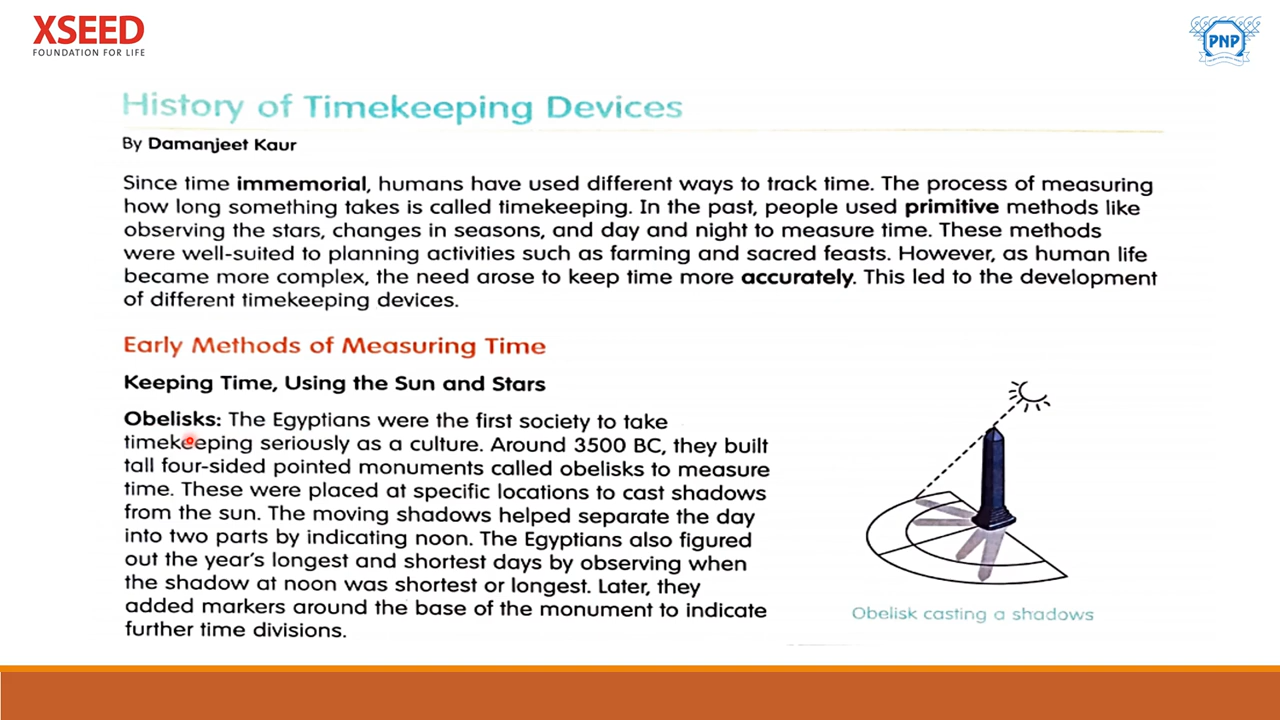 XSEED
FOUNDATION FOR LIFE
PNP
History of Timekeeping Devices
By Damanjeet Kaur
Since time immemorial, humans have used different ways to track time. The process of measuring
how long something takes is called timekeeping. In the past, people used primitive methods like
observing the stars, changes in seasons, and day and night to measure time. These methods
were well-suited to planning activities such as farming and sacred feasts. However, as human life
became more complex, the need arose to keep time more accurately. This led to the development
of different timekeeping devices.
Early Methods of Measuring Time
Keeping Time, Using the Sun and Stars
Obelisks: The Egyptians were the first society to take
timekeeping seriously as a culture. Around 3500 BC, they built
tall four-sided pointed monuments called obelisks to measure
time. These were placed at specific locations to cast shadows
from the sun. The moving shadows helped separate the day
into two parts by indicating noon. The Egyptians also figured
out the year's longest and shortest days by observing when
the shadow at noon was shortest or longest. Later, they
added markers around the base of the monument to indicate
further time divisions.
Obelisk casting a shadows